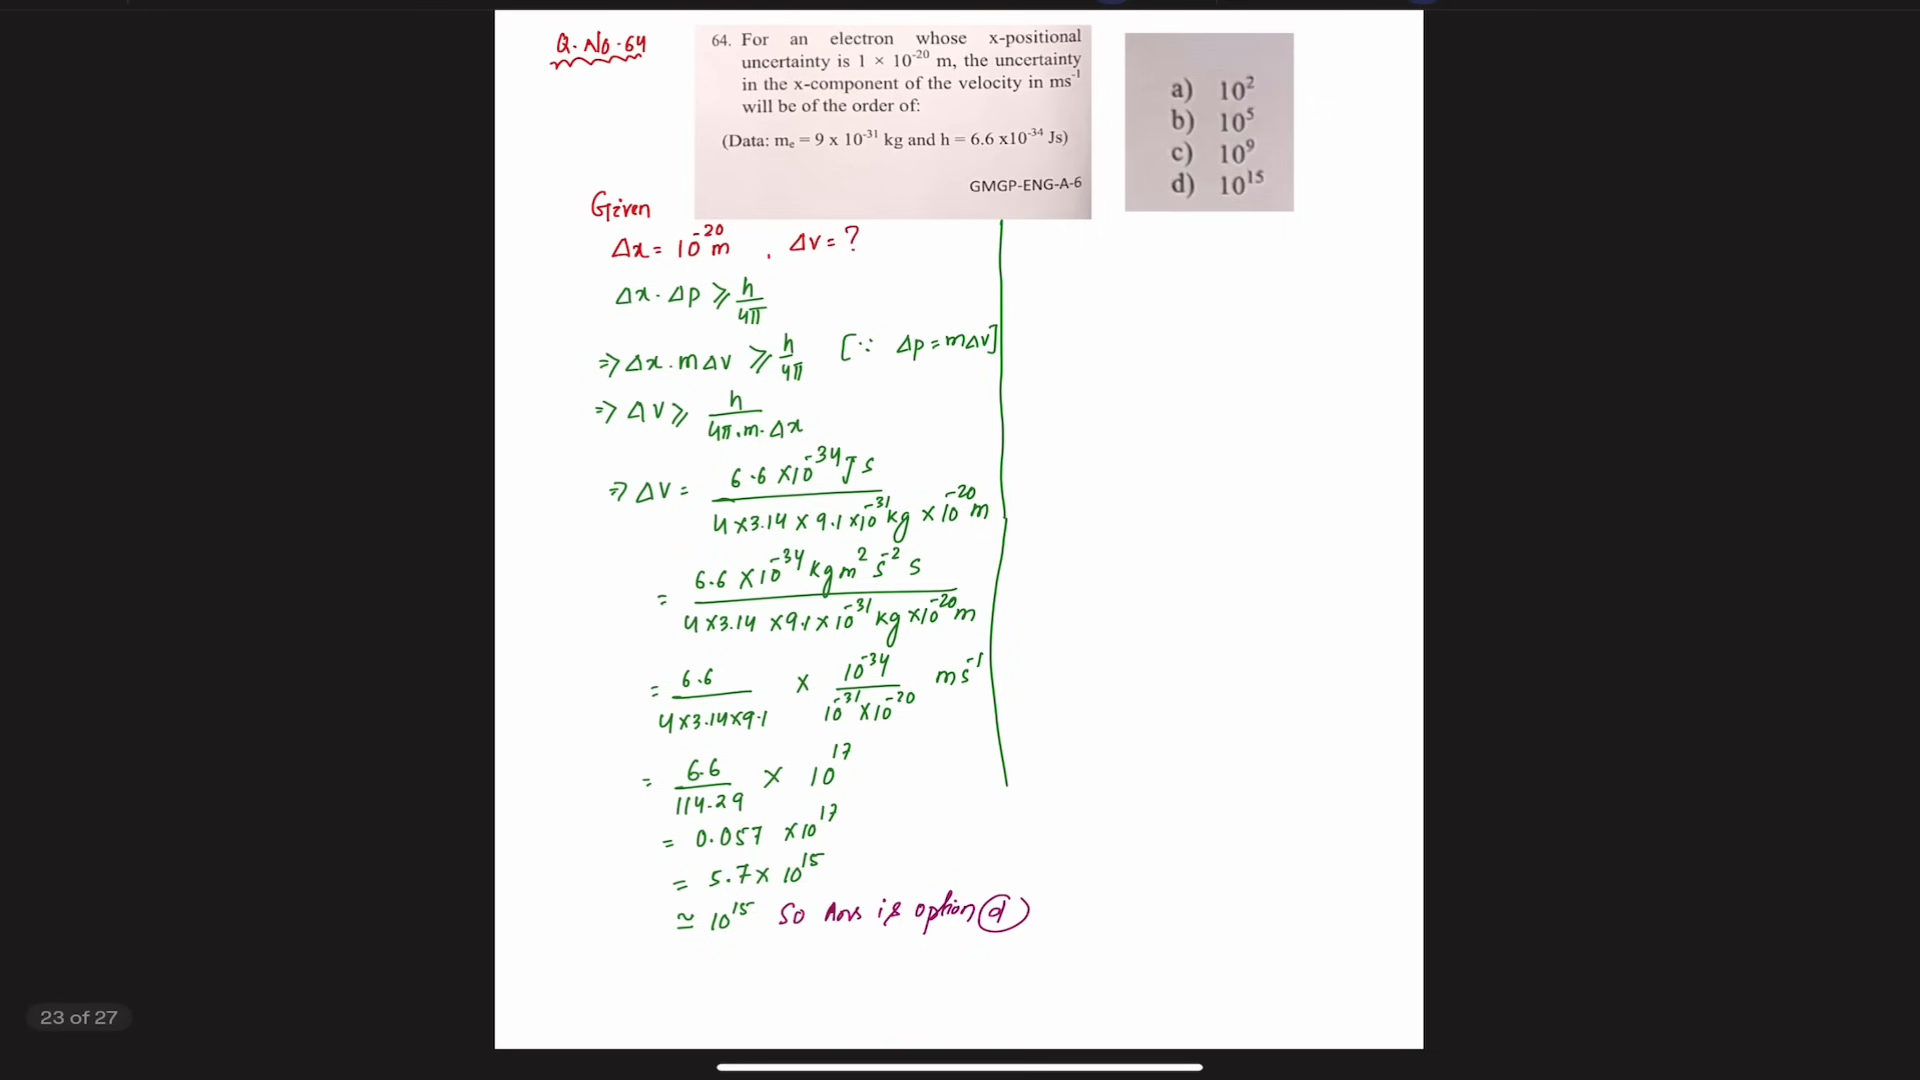 Q. No. 64
64. For an electron whose x-positional
uncertainty is 1 × 10⁻²⁰ m, the uncertainty
in the x-component of the velocity in ms⁻¹
will be of the order of:
(Data: mₑ = 9 x 10⁻³¹ kg and h = 6.6 x10⁻³⁴ Js)
GMGP-ENG-A-6
a) 10²
b) 10⁵
c) 10⁹
d) 10¹⁵
Given
Δx = 10⁻²⁰ m , Δv = ?
Δx . Δp ⩾ h/4π
⇒ Δx . mΔv ⩾ h/4π [∵ Δp = mΔv]
⇒ Δv ⩾ h/4π.m.Δx
⇒ Δv = 6.6 ×10⁻³⁴ J s / 4 ×3.14 × 9.1 ×10⁻³¹ kg × 10⁻²⁰ m
= 6.6 ×10⁻³⁴ kg m² s⁻² s / 4 ×3.14 ×9.1 × 10⁻³¹ kg ×10⁻²⁰ m
= 6.6/4×3.14×9.1 × 10⁻³⁴/10⁻³¹ ×10⁻²⁰ ms⁻¹
= 6.6/114.29 × 10¹⁷
= 0.057 ×10¹⁷
= 5.7× 10¹⁵
≃ 10¹⁵ So Ans is option (d)
23 of 27